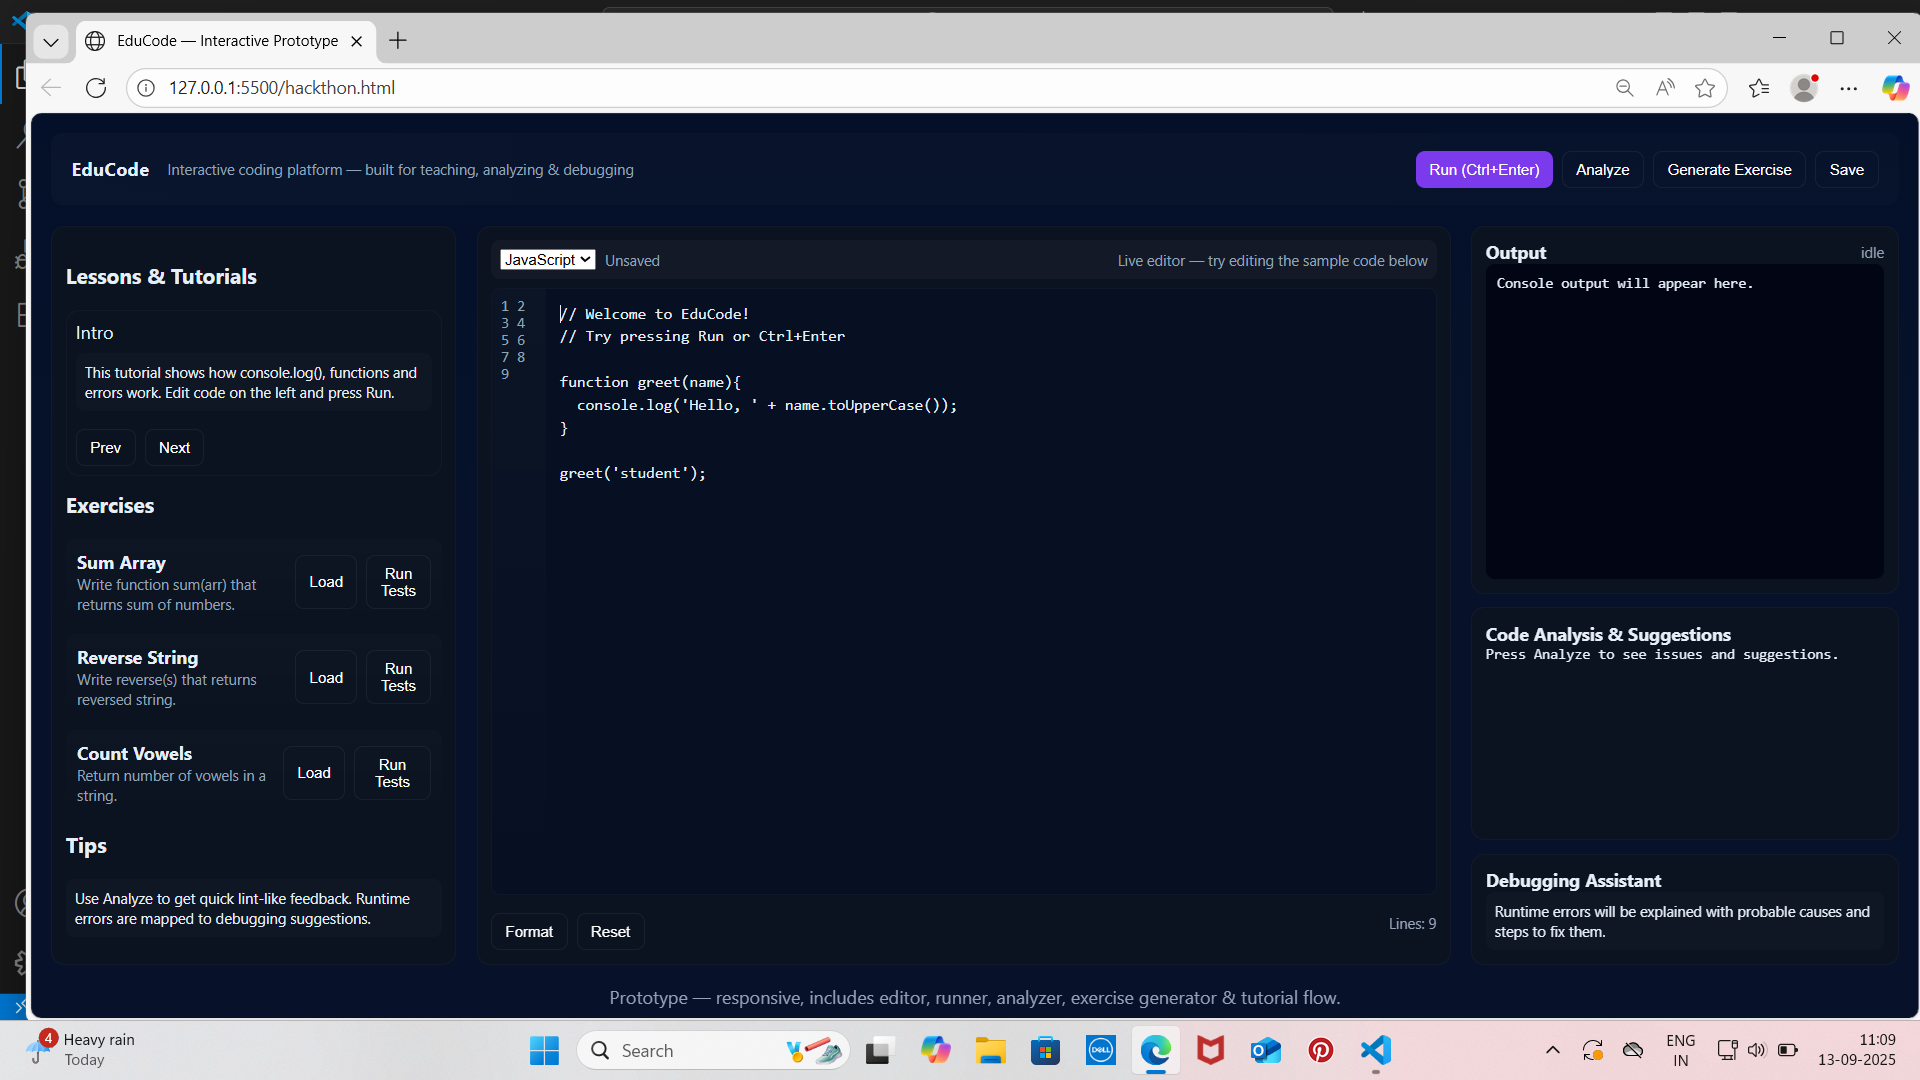 EduCode — Interactive Prototype
127.0.0.1:5500/hackthon.html
EduCode
Interactive coding platform — built for teaching, analyzing & debugging
Run (Ctrl+Enter)
Analyze
Generate Exercise
Save
Lessons & Tutorials
Intro
This tutorial shows how console.log(), functions and
errors work. Edit code on the left and press Run.
Prev
Next
Exercises
Sum Array
Write function sum(arr) that
returns sum of numbers.
Load
Run
Tests
Reverse String
Write reverse(s) that returns
reversed string.
Load
Run
Tests
Count Vowels
Return number of vowels in a
string.
Load
Run
Tests
Tips
Use Analyze to get quick lint-like feedback. Runtime
errors are mapped to debugging suggestions.
JavaScript
Unsaved
Live editor — try editing the sample code below
1 2
3 4
5 6
7 8
9
// Welcome to EduCode!
// Try pressing Run or Ctrl+Enter
function greet(name){
console.log('Hello, ' + name.toUpperCase());
}
greet('student');
Format
Reset
Lines: 9
Output
idle
Console output will appear here.
Code Analysis & Suggestions
Press Analyze to see issues and suggestions.
Debugging Assistant
Runtime errors will be explained with probable causes and
steps to fix them.
Prototype — responsive, includes editor, runner, analyzer, exercise generator & tutorial flow.
4
Heavy rain
Today
Search
DELL
ENG
IN
11:09
13-09-2025